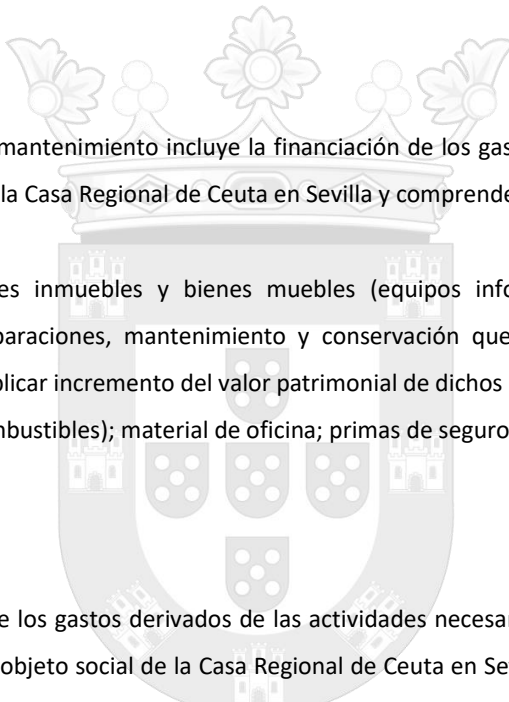 mantenimiento incluye la financiación de los gas
la Casa Regional de Ceuta en Sevilla y comprende
es inmuebles y bienes muebles (equipos info
paraciones, mantenimiento y conservación que
plicar incremento del valor patrimonial de dichos
mbustibles); material de oficina; primas de seguro
e los gastos derivados de las actividades necesar
objeto social de la Casa Regional de Ceuta en Se